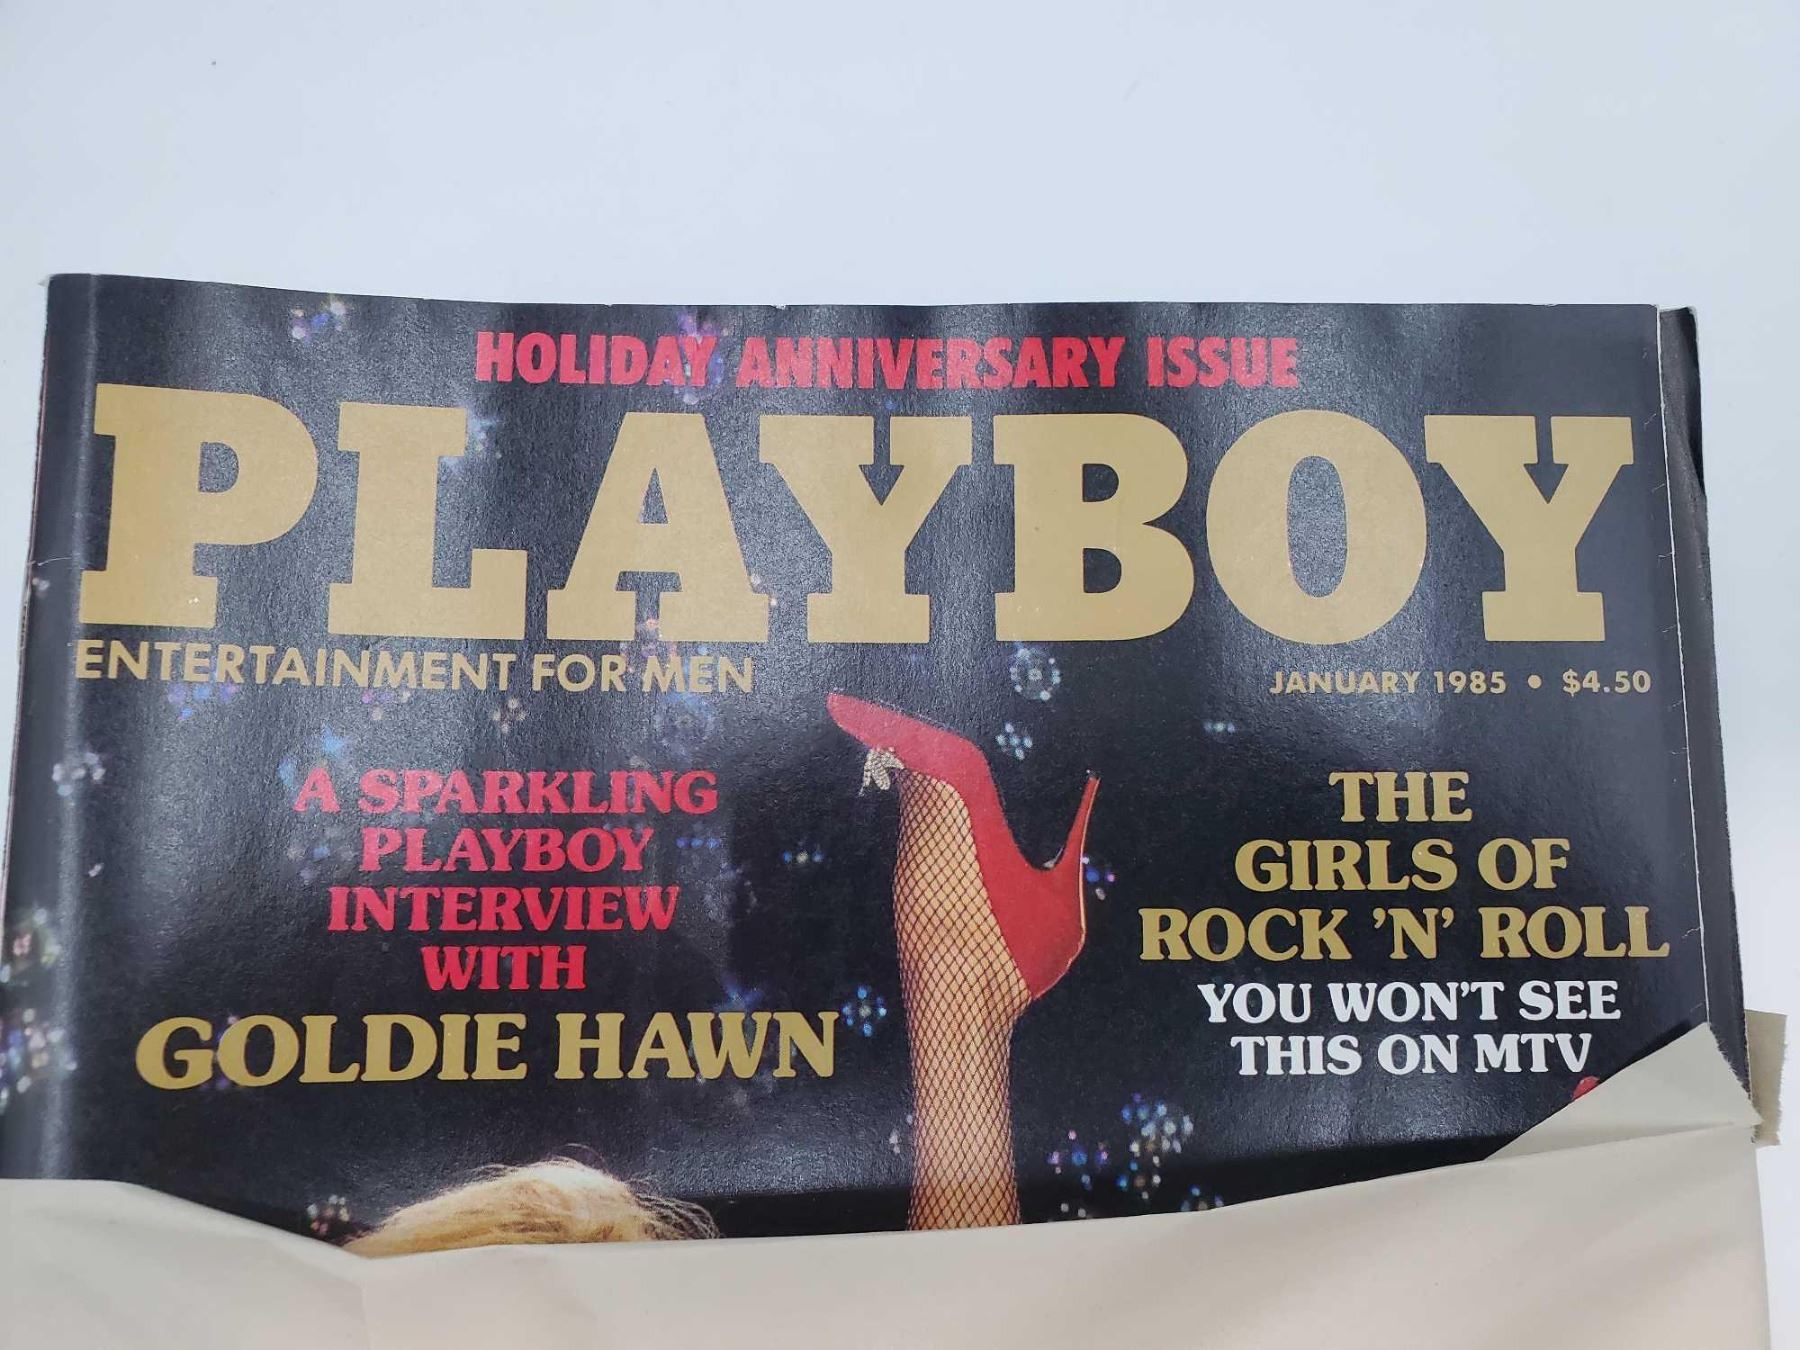 HOLIDAY ANNIVERSARY ISSUE
PLAYBOY
ENTERTAINMENT FOR MEN
JANUARY 1985 • $4.50
A SPARKLING
PLAYBOY
INTERVIEW
WITH
GOLDIE HAWN
THE
GIRLS OF
ROCK 'N' ROLL
YOU WON'T SEE
THIS ON MTV